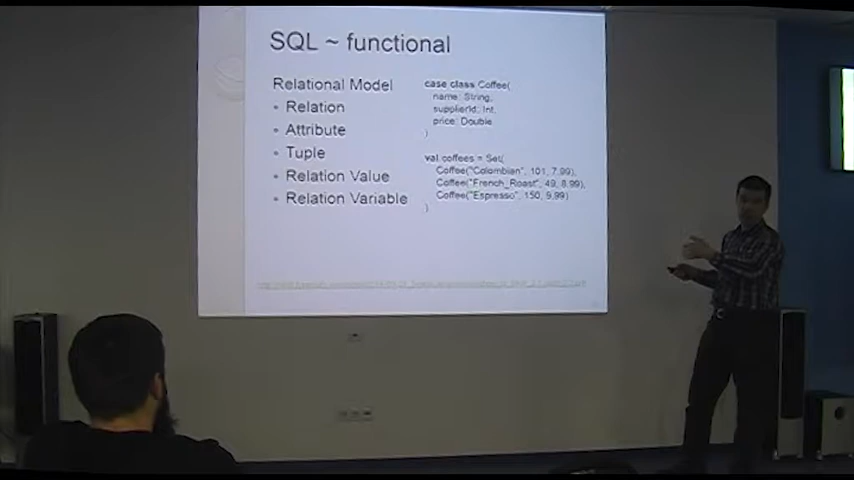 SQL ~ functional
Relational Model
• Relation
• Attribute
• Tuple
• Relation Value
• Relation Variable
case class Coffee(
name: String,
supplierId: Int,
price: Double
)
val coffees = Set(
Coffee("Colombian", 101, 7.99),
Coffee("French_Roast", 49, 8.99),
Coffee("Espresso", 150, 9.99)
)